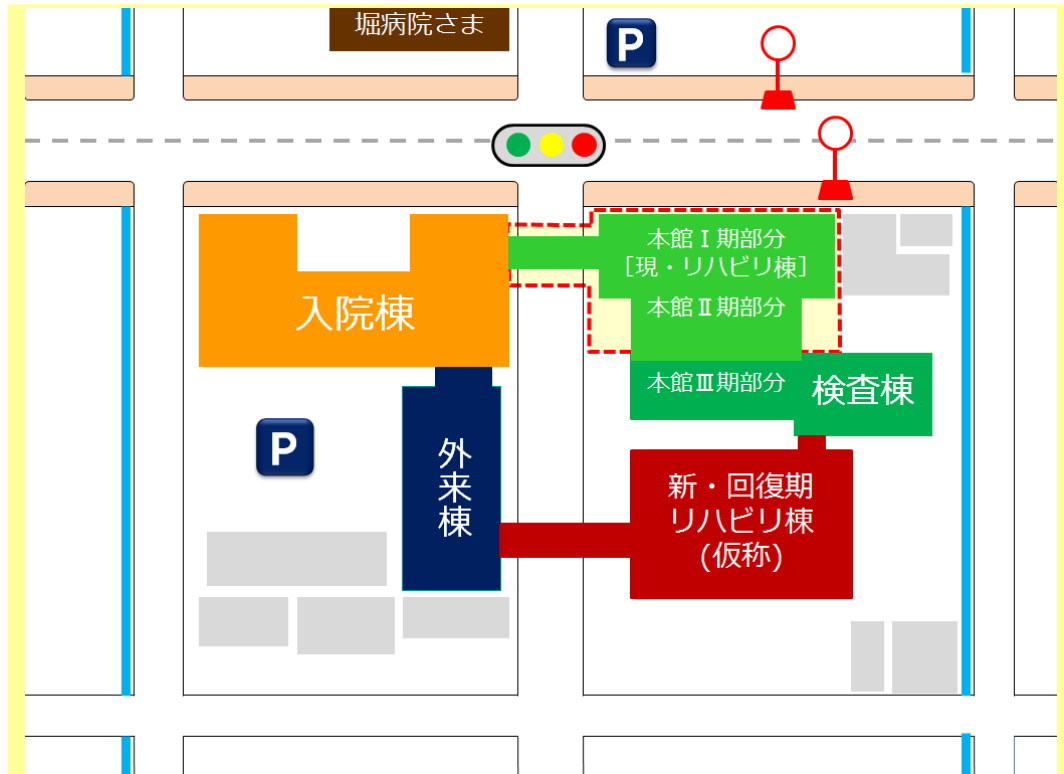 堀病院さま
P
本館Ⅰ期部分
[現・リハビリ棟]
入院棟
本館Ⅱ期部分
本館Ⅲ期部分
検査棟
P
外来棟
新・回復期
リハビリ棟
(仮称)